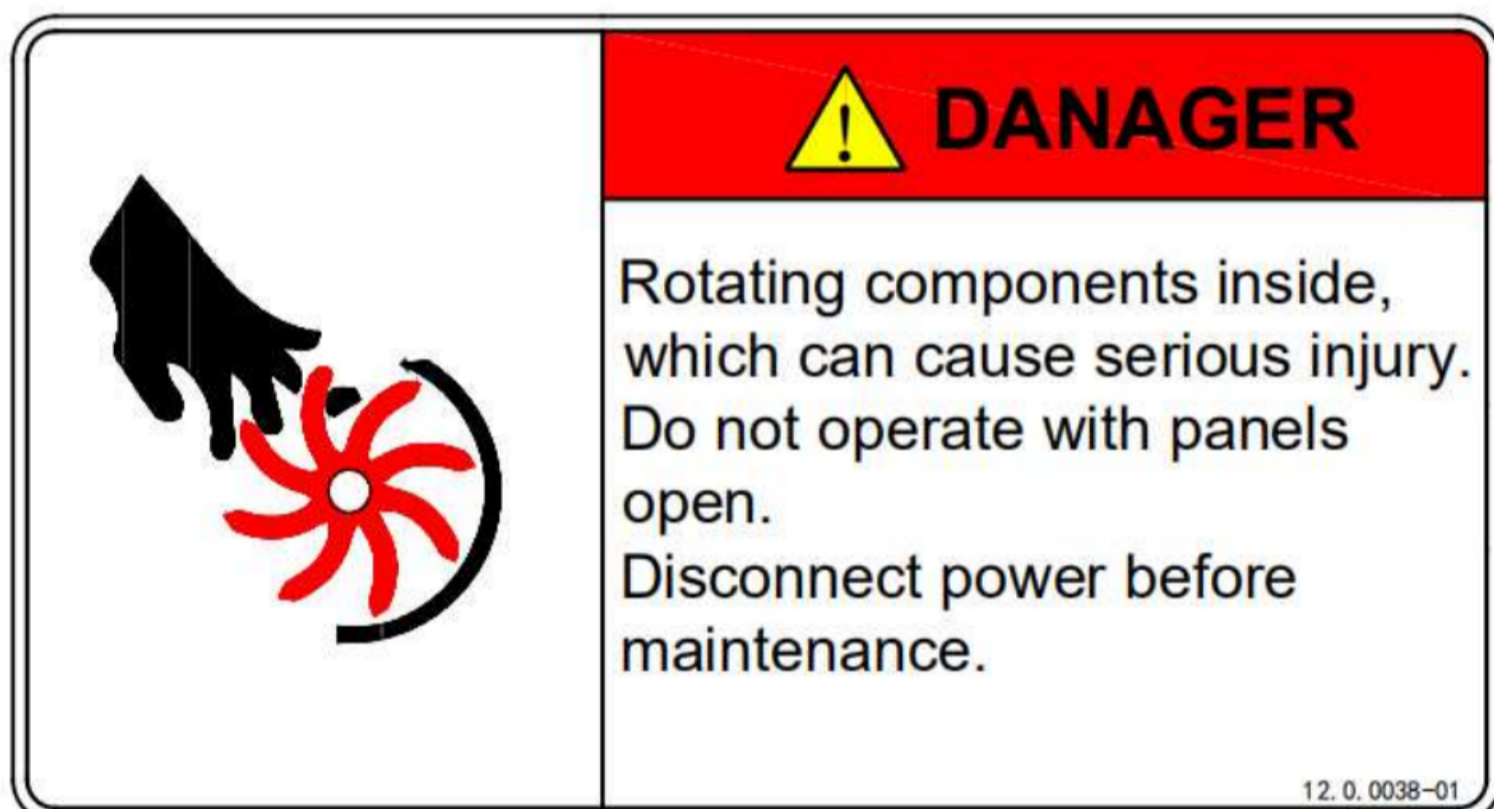 ! DANAGER
Rotating components inside,
which can cause serious injury.
Do not operate with panels
open.
Disconnect power before
maintenance.
12.0.0038-01